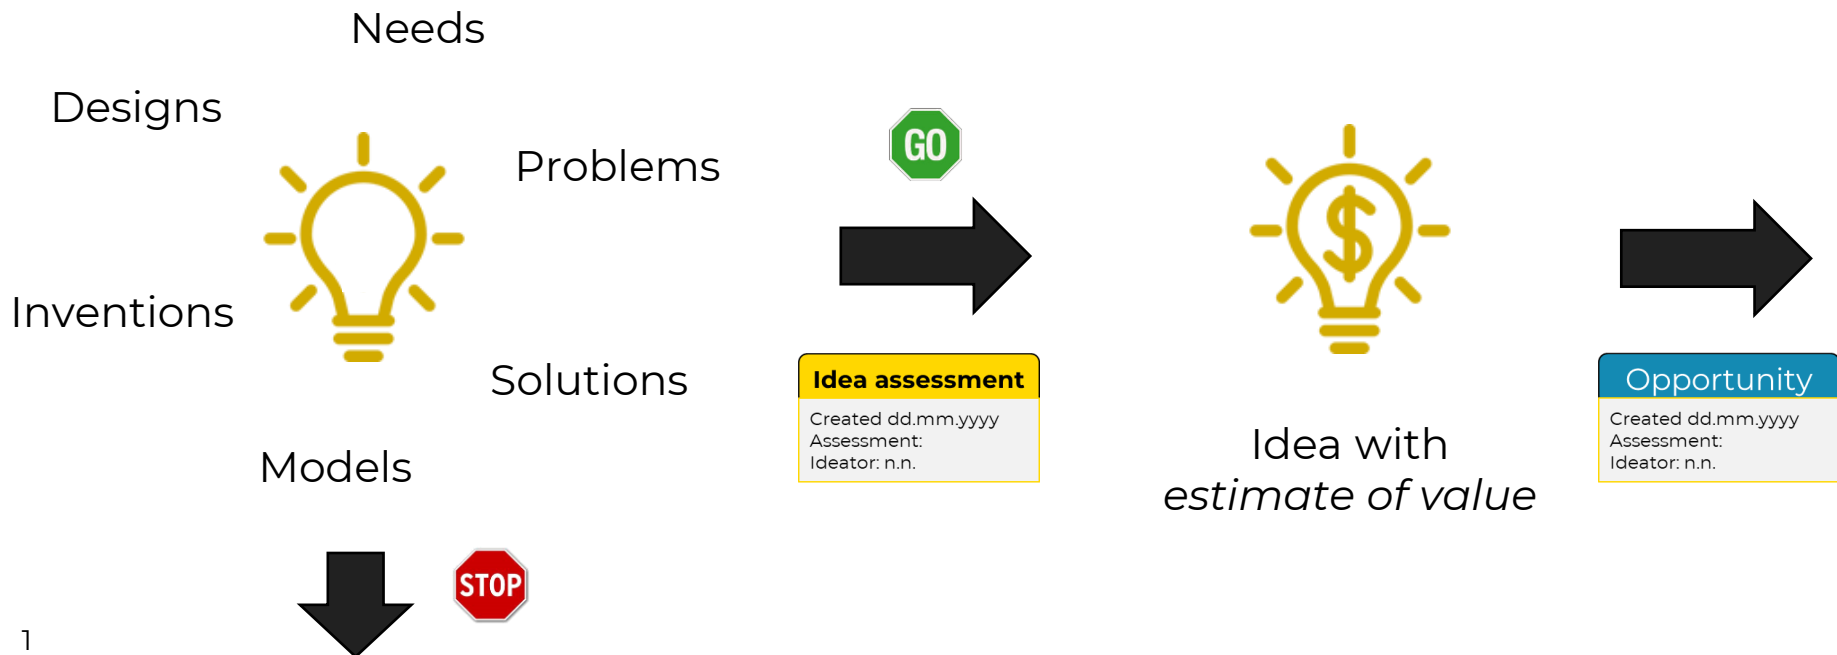 Needs
Designs
Problems
Inventions
Solutions
Models
STOP
GO
Idea assessment
Created dd.mm.yyyy
Assessment:
Ideator: n.n.
$
Idea with
estimate of value
Opportunity
Created dd.mm.yyyy
Assessment:
Ideator: n.n.
1